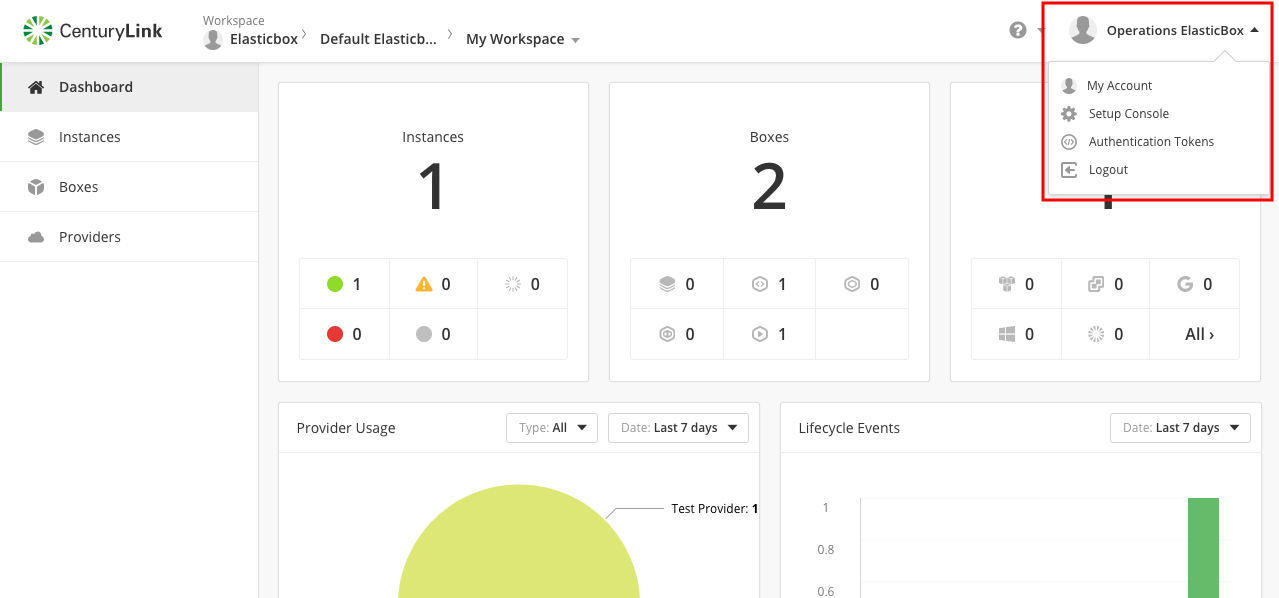 CenturyLink
Workspace
Elasticbox › Default Elasticb... › My Workspace
?
Operations ElasticBox
My Account
Setup Console
Authentication Tokens
Logout
Dashboard
Instances
Boxes
Providers
Instances
1
1 0 0
0 0
Boxes
2
0 1 0
0 1
0 0 0
0 0 All ›
Provider Usage
Type: All
Date: Last 7 days
Test Provider: 1
Lifecycle Events
Date: Last 7 days
1
0.8
0.6